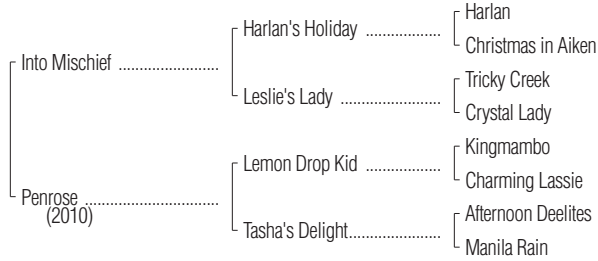 Harlan
Harlan's Holiday ..................
Christmas in Aiken
Into Mischief ........................
Tricky Creek
Leslie's Lady ........................
Crystal Lady
Kingmambo
Lemon Drop Kid ..................
Charming Lassie
Penrose ................................
(2010)
Afternoon Deelites
Tasha's Delight......................
Manila Rain